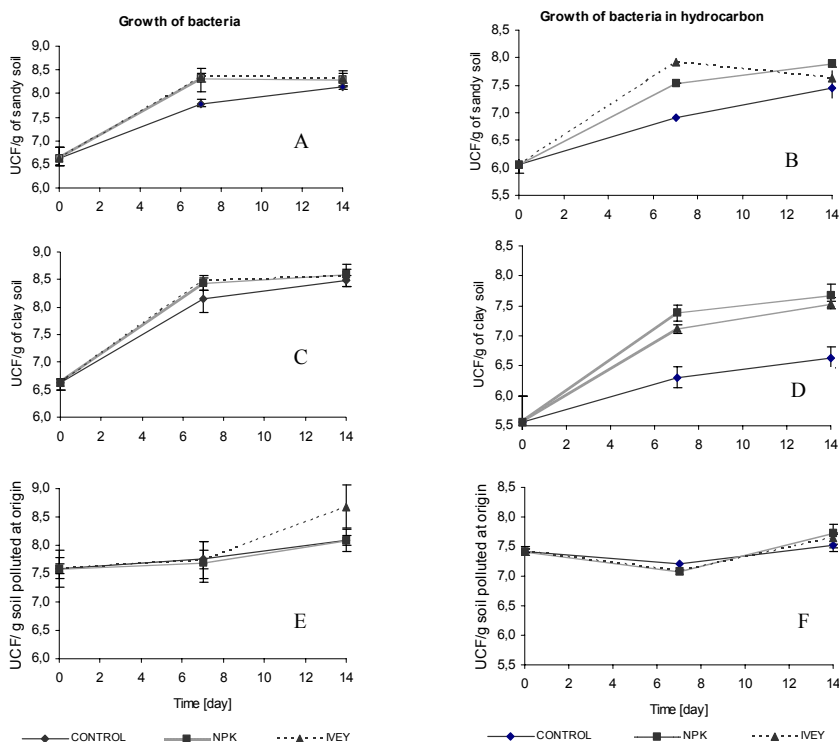 Growth of bacteria
UCF/g of sandy soil
9,0
8,5
8,0
7,5
7,0
6,5
6,0
A
0 2 4 6 8 10 12 14
Growth of bacteria in hydrocarbon
UCF/g of sandy soil
8,5
8,0
7,5
7,0
6,5
6,0
5,5
B
0 2 4 6 8 10 12 14
UCF/g of clay soil
9,0
8,5
8,0
7,5
7,0
6,5
6,0
C
0 2 4 6 8 10 12 14
UCF/g of clay soil
8,5
8,0
7,5
7,0
6,5
6,0
5,5
D
0 2 4 6 8 10 12 14
UCF/ g soil polluted at origin
9,0
8,5
8,0
7,5
7,0
6,5
6,0
E
0 2 4 6 8 10 12 14
Time [day]
CONTROL NPK IVEY
UCF/g soil polluted at origin
8,5
8,0
7,5
7,0
6,5
6,0
5,5
F
0 2 4 6 8 10 12 14
Time [day]
CONTROL NPK IVEY